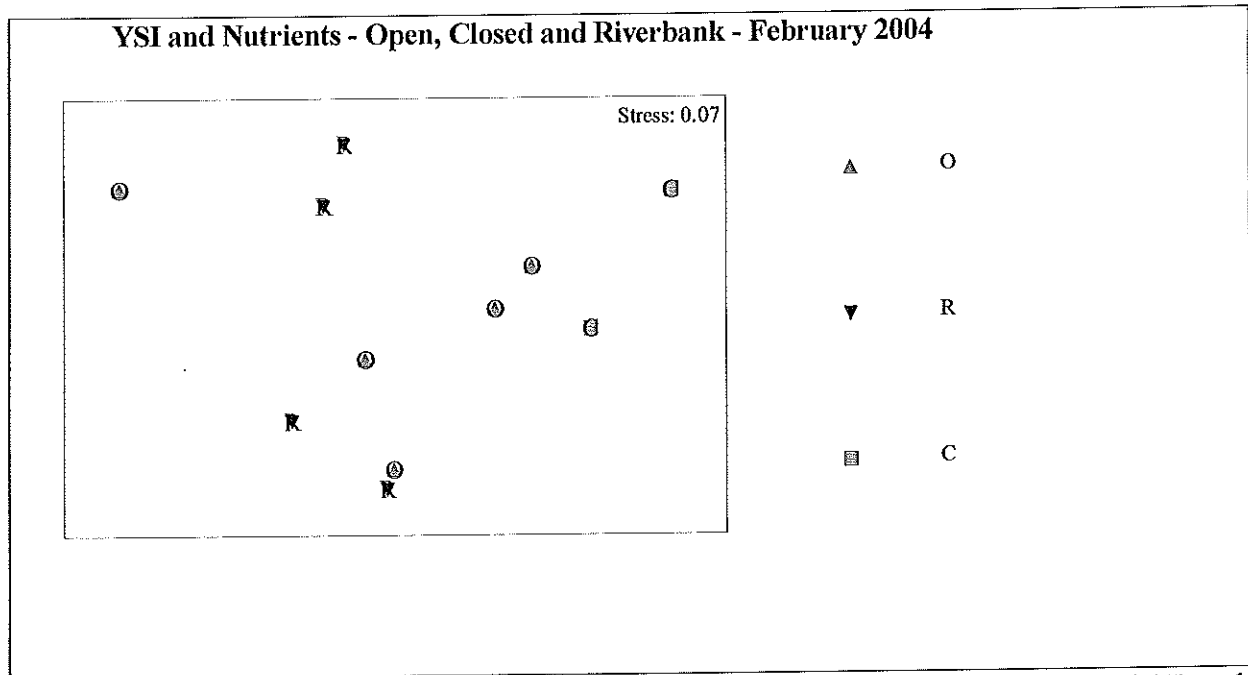 YSI and Nutrients - Open, Closed and Riverbank - February 2004
Stress: 0.07
R
O
R
C
O
O
C
O
R
O
R
O
R
C